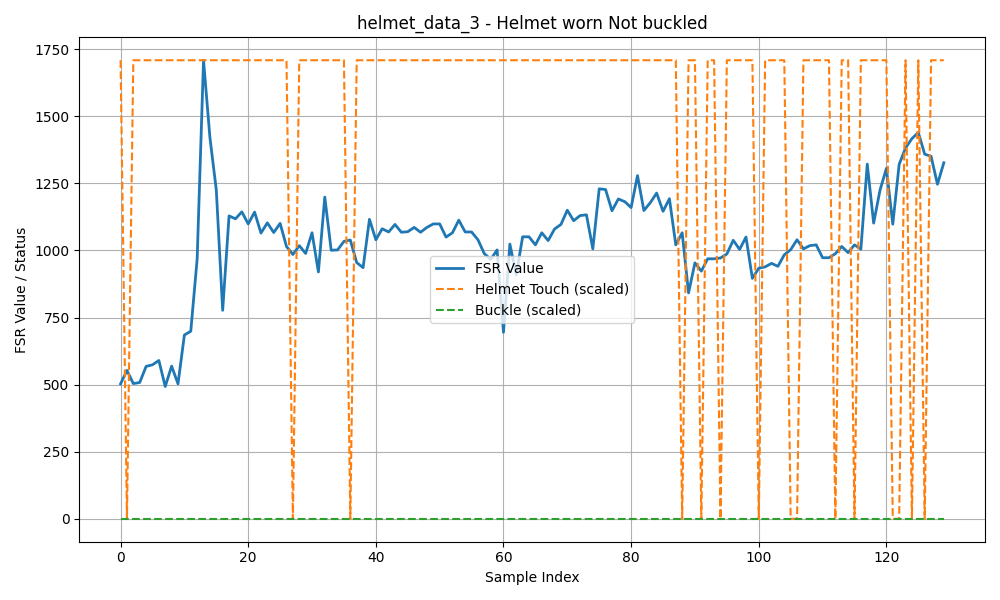 helmet_data_3 - Helmet worn Not buckled
FSR Value / Status
1750
1500
1250
1000
750
500
250
0
FSR Value
Helmet Touch (scaled)
Buckle (scaled)
0 20 40 60 80 100 120
Sample Index